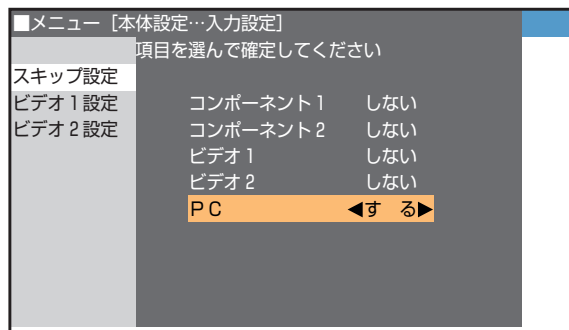 ■メニュー [本体設定…入力設定]
項目を選んで確定してください
スキップ設定
ビデオ1設定
ビデオ2設定
コンポーネント1 しない
コンポーネント2 しない
ビデオ1 しない
ビデオ2 しない
PC ◀す る▶